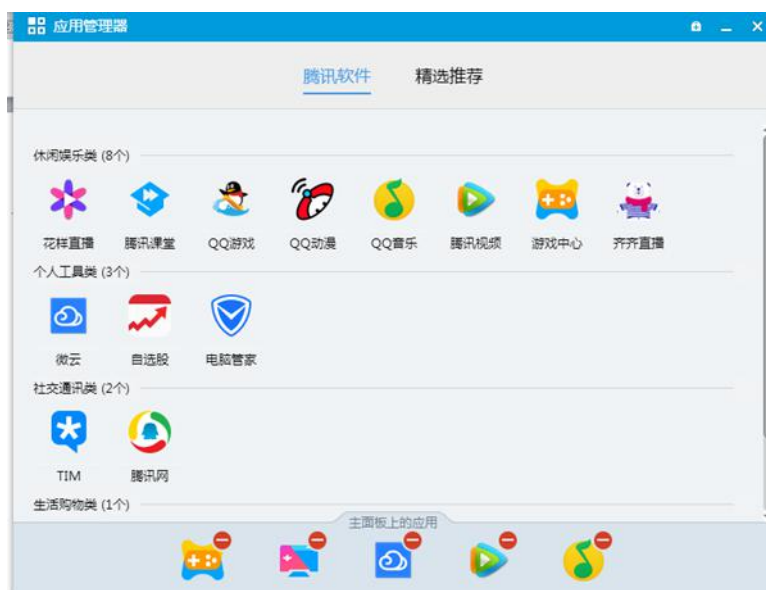 应用管理器
腾讯软件 精选推荐
休闲娱乐类 (8个)
花样直播 腾讯课堂 QQ游戏 QQ动漫 QQ音乐 腾讯视频 游戏中心 齐齐直播
个人工具类 (3个)
微云 自选股 电脑管家
社交通讯类 (2个)
TIM 腾讯网
生活购物类 (1个)
主面板上的应用